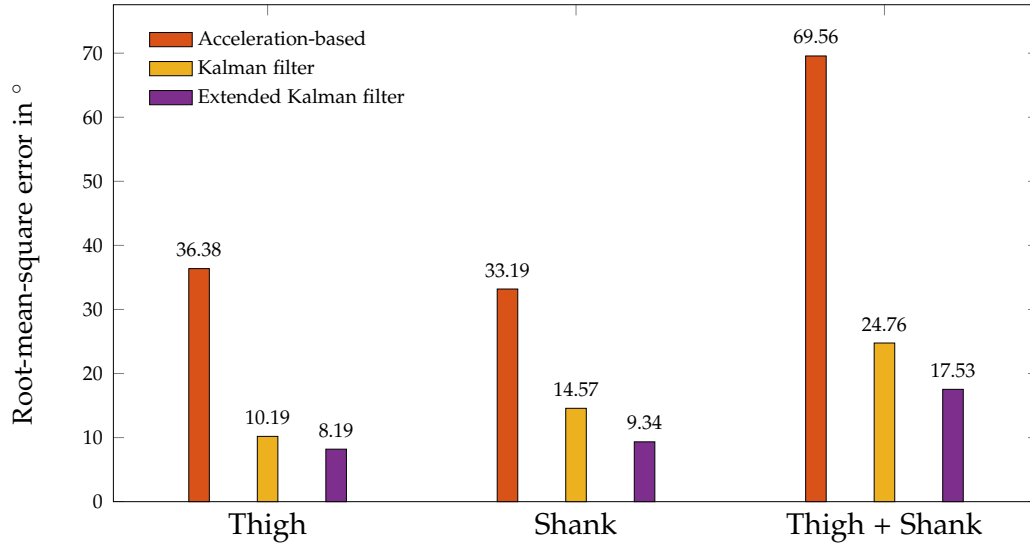 Root-mean-square error in °
70
60
50
40
30
20
10
0
Acceleration-based
Kalman filter
Extended Kalman filter
36.38
10.19
8.19
33.19
14.57
9.34
69.56
24.76
17.53
Thigh
Shank
Thigh + Shank